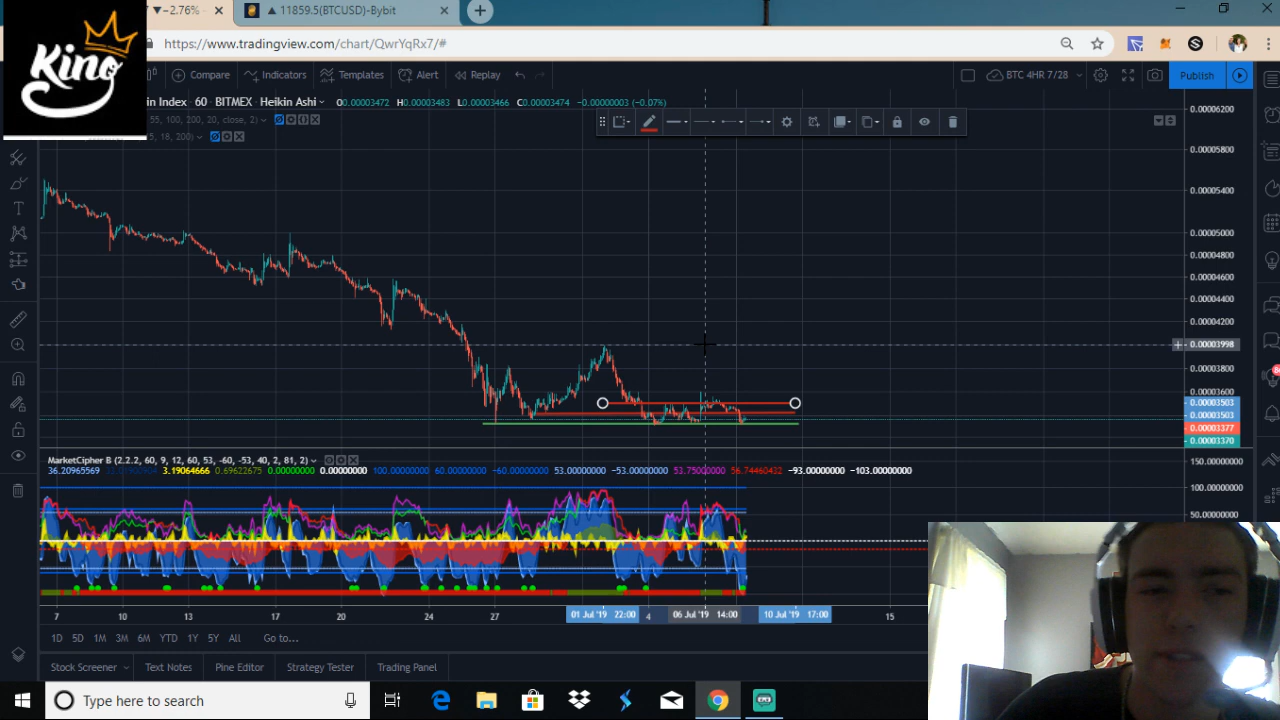 ▼−2.76%
▲ 11859.5(BTCUSD)-Bybit
https://www.tradingview.com/chart/QwrYqRx7/#
King
Compare
Indicators
Templates
Alert
Replay
BTC 4HR 7/28
Publish
in Index · 60 · BITMEX · Heikin Ashi
O0.00003472 H0.00003483 L0.00003466 C0.00003474 −0.00000003 (−0.07%)
55, 100, 200, 20, close, 2)
5, 18, 200)
0.00006200
0.00005800
0.00005400
0.00005000
0.00004600
0.00004400
0.00004200
0.00003998
0.00003800
0.00003600
0.00003503
0.00003503
0.00003377
0.00003370
MarketCipher B (2.2.2, 60, 9, 12, 60, 53, -60, -53, 40, 2, 81, 2)
36.20965569
3.19064666 0.69622675 0.00000000 0.00000000 100.00000000 60.00000000 −60.00000000 53.00000000 −53.00000000 53.75000000 56.74460432 −93.00000000 −103.00000000
150.00000000
100.00000000
50.00000000
7 10 13 17 20 24 27 01 Jul '19 22:00 4 06 Jul '19 14:00 10 Jul '19 17:00 15
1D 5D 1M 3M 6M YTD 1Y 5Y All Go to...
Stock Screener Text Notes Pine Editor Strategy Tester Trading Panel
Type here to search